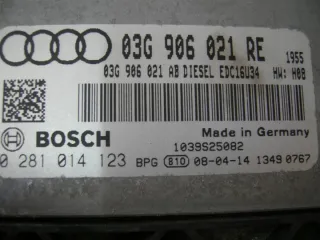 03G 906 021 RE 1955
03G 906 021 AB DIESEL EDC16U34 HW: H08
BOSCH Made in Germany
1039S25082
0 281 014 123 BPG 810 08-04-14 1349 0767